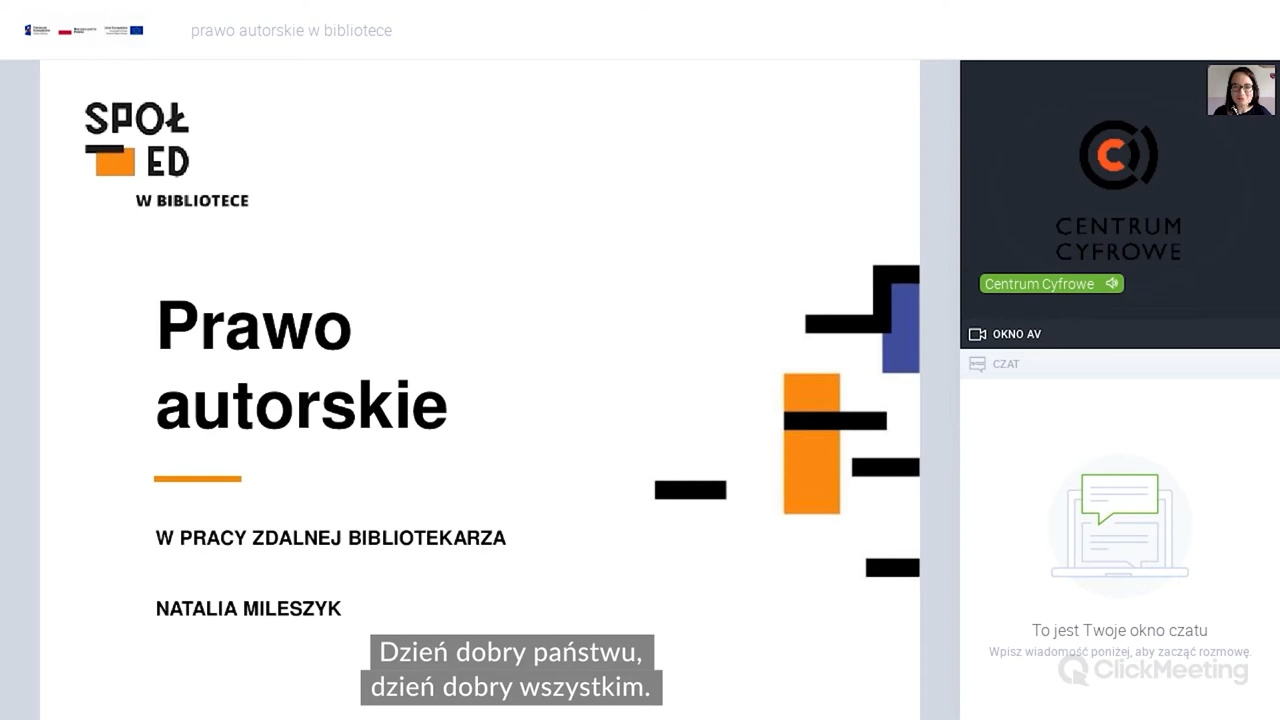 prawo autorskie w bibliotece
SPOŁ
ED
W BIBLIOTECE
Prawo
autorskie
W PRACY ZDALNEJ BIBLIOTEKARZA
NATALIA MILESZYK
Dzień dobry państwu,
dzień dobry wszystkim.
CENTRUM
CYFROWE
Centrum Cyfrowe
OKNO AV
CZAT
To jest Twoje okno czatu
Wpisz wiadomość poniżej, aby zacząć rozmowę.
ClickMeeting